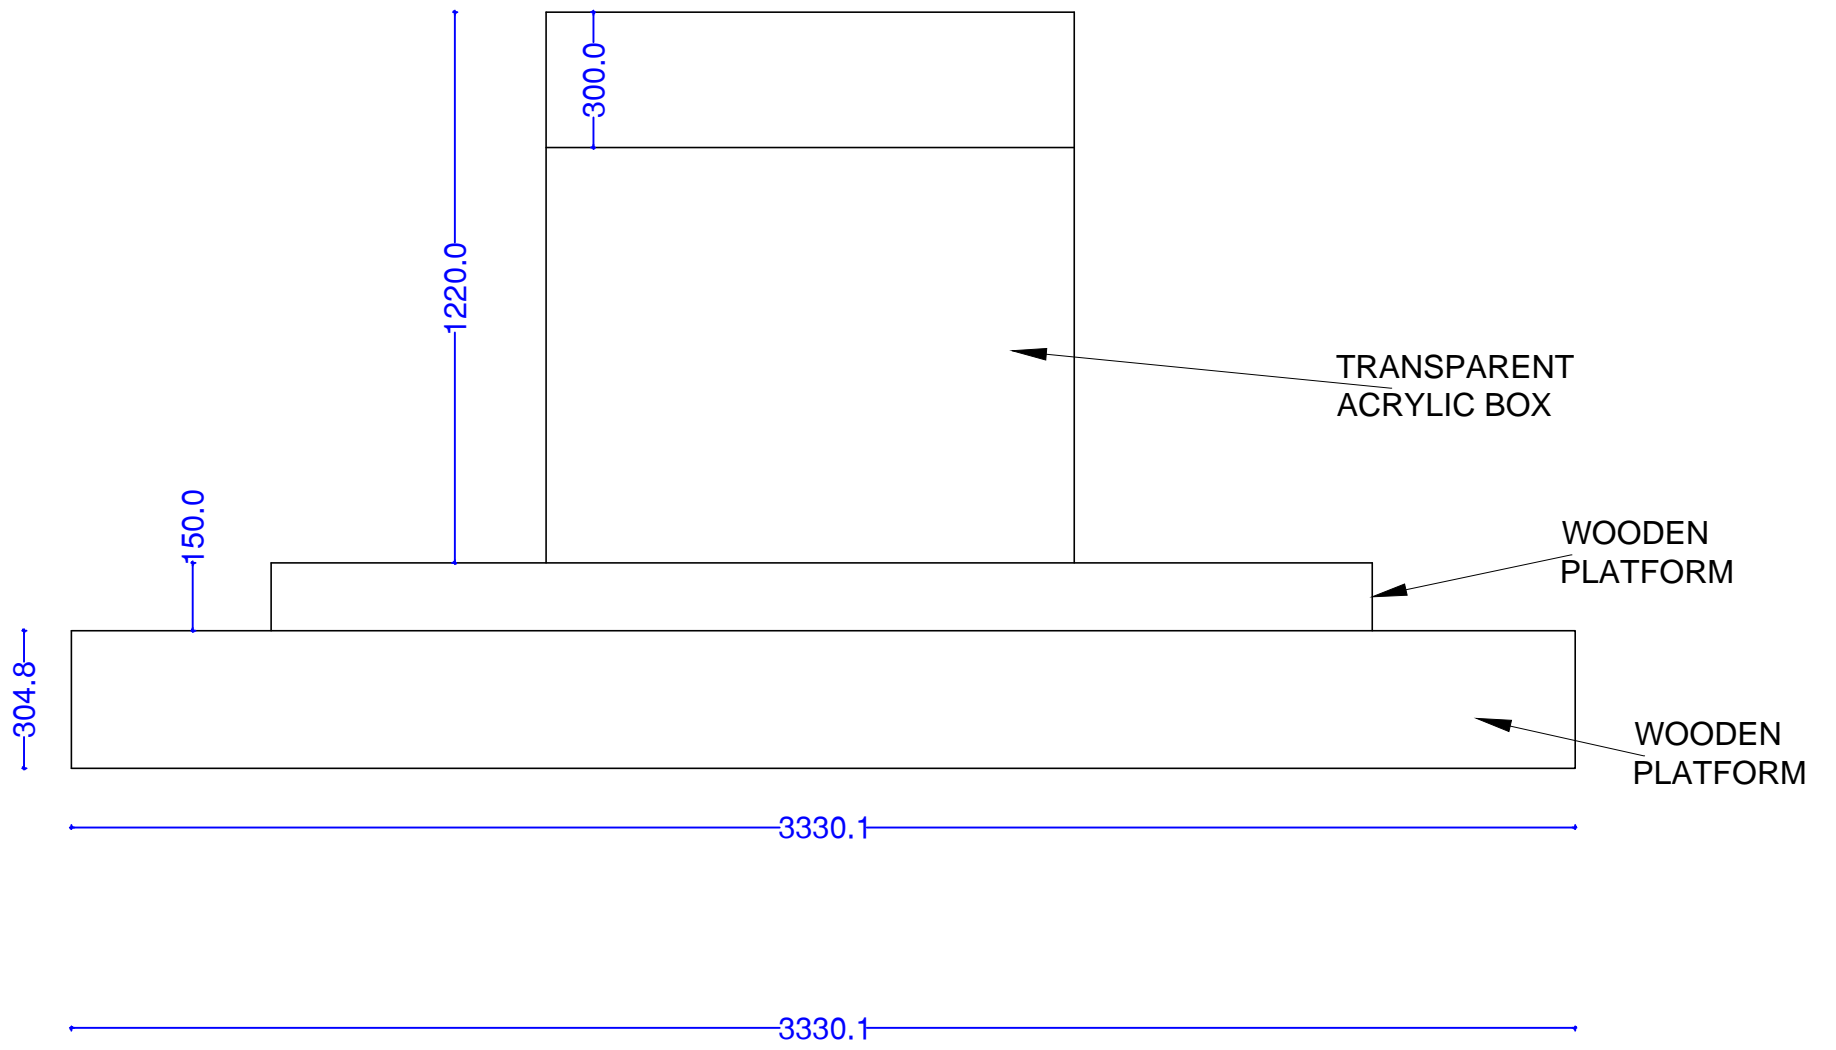 300.0
1220.0
TRANSPARENT
ACRYLIC BOX
150.0
WOODEN
PLATFORM
304.8
WOODEN
PLATFORM
3330.1
3330.1